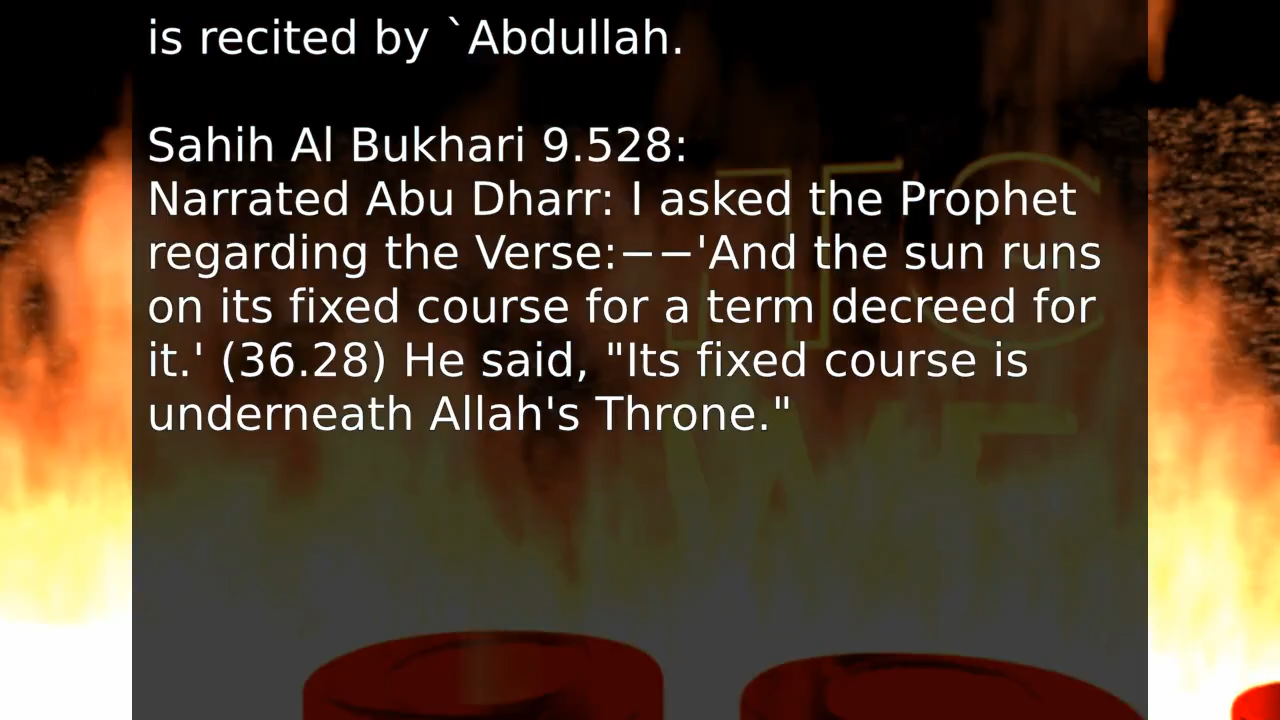 is recited by `Abdullah.
Sahih Al Bukhari 9.528:
Narrated Abu Dharr: I asked the Prophet
regarding the Verse:−−'And the sun runs
on its fixed course for a term decreed for
it.' (36.28) He said, "Its fixed course is
underneath Allah's Throne."